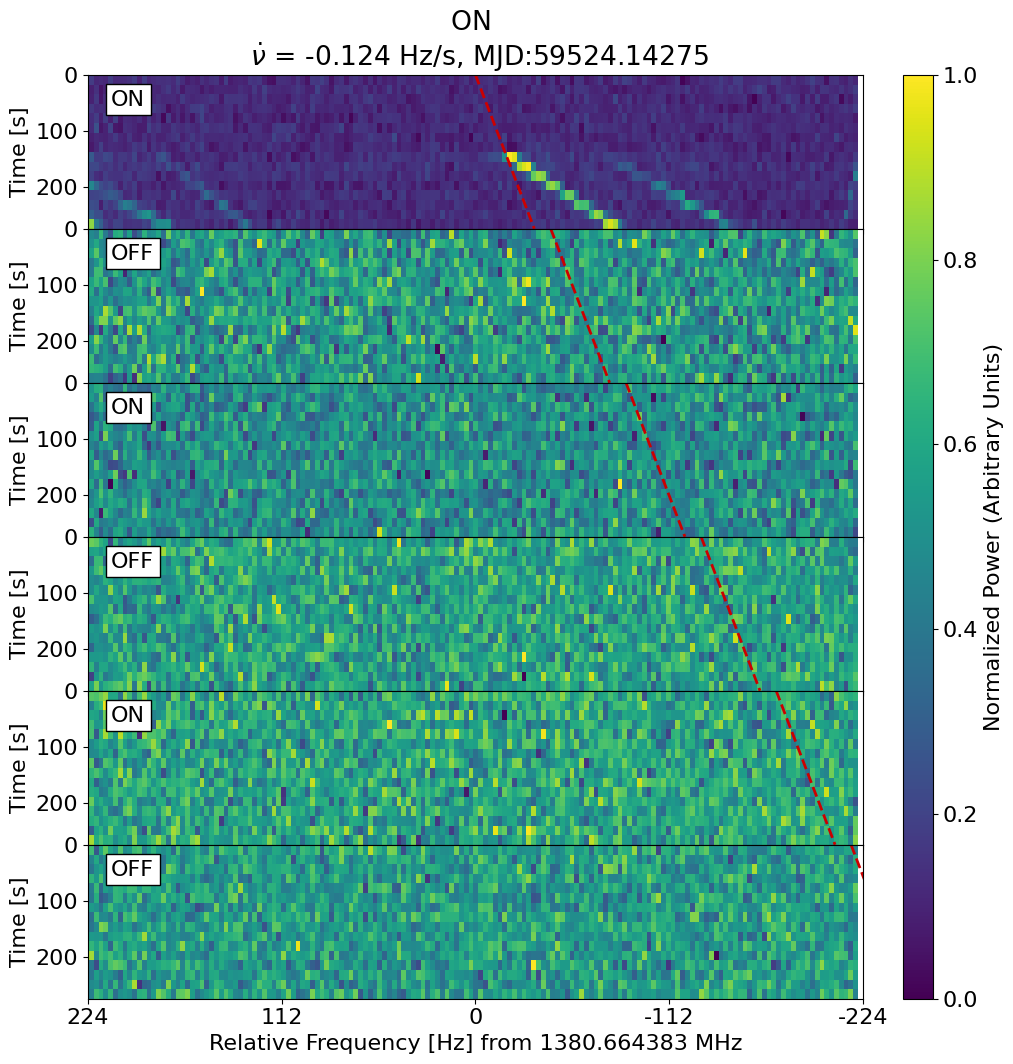 ON
ν̇ = -0.124 Hz/s, MJD:59524.14275
0
100
200
Time [s]
ON
0
100
200
Time [s]
OFF
0
100
200
Time [s]
ON
0
100
200
Time [s]
OFF
0
100
200
Time [s]
ON
0
100
200
Time [s]
OFF
224 112 0 -112 -224
Relative Frequency [Hz] from 1380.664383 MHz
1.0
0.8
0.6
0.4
0.2
0.0
Normalized Power (Arbitrary Units)